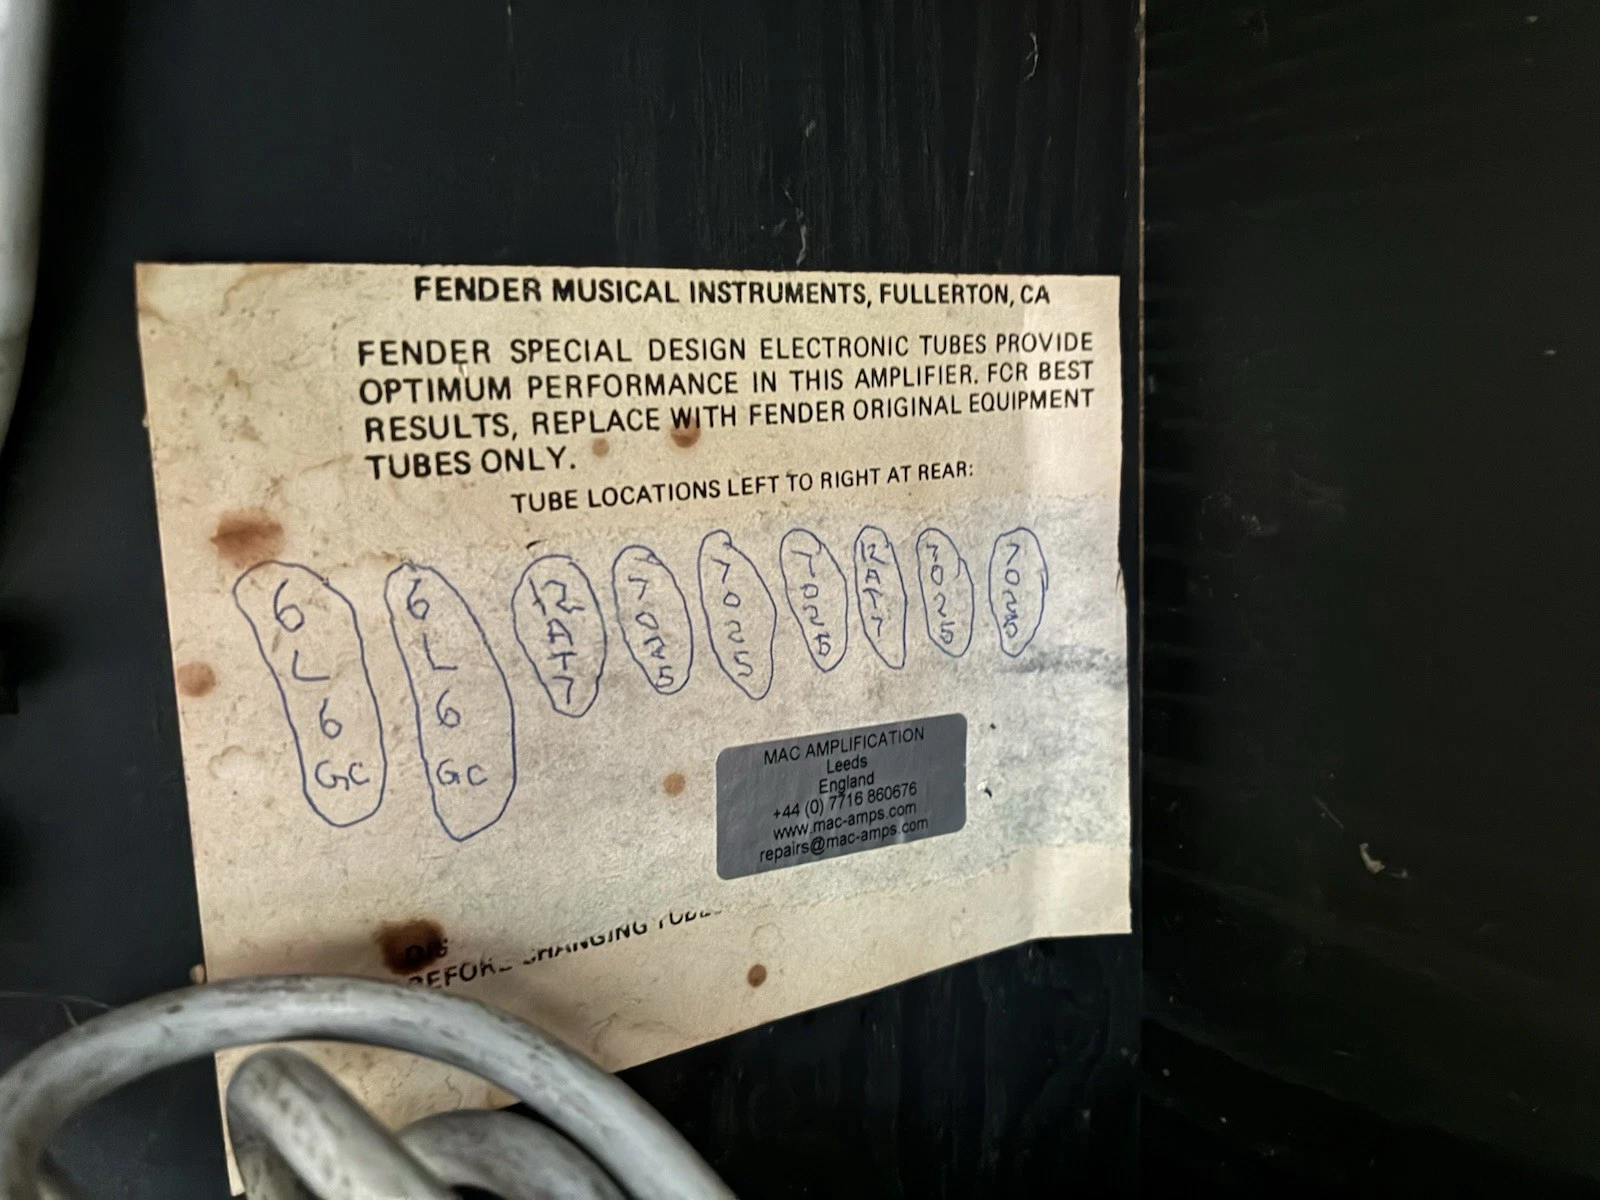 FENDER MUSICAL INSTRUMENTS, FULLERTON, CA
FENDER SPECIAL DESIGN ELECTRONIC TUBES PROVIDE
OPTIMUM PERFORMANCE IN THIS AMPLIFIER. FOR BEST
RESULTS, REPLACE WITH FENDER ORIGINAL EQUIPMENT
TUBES ONLY.
TUBE LOCATIONS LEFT TO RIGHT AT REAR:
6L6GC
6L6GC
12AT7
7025
7025
7025
12AT7
7025
7025
MAC AMPLIFICATION
Leeds
England
+44 (0) 7716 860676
www.mac-amps.com
repairs@mac-amps.com
BEFORE CHANGING TUBES